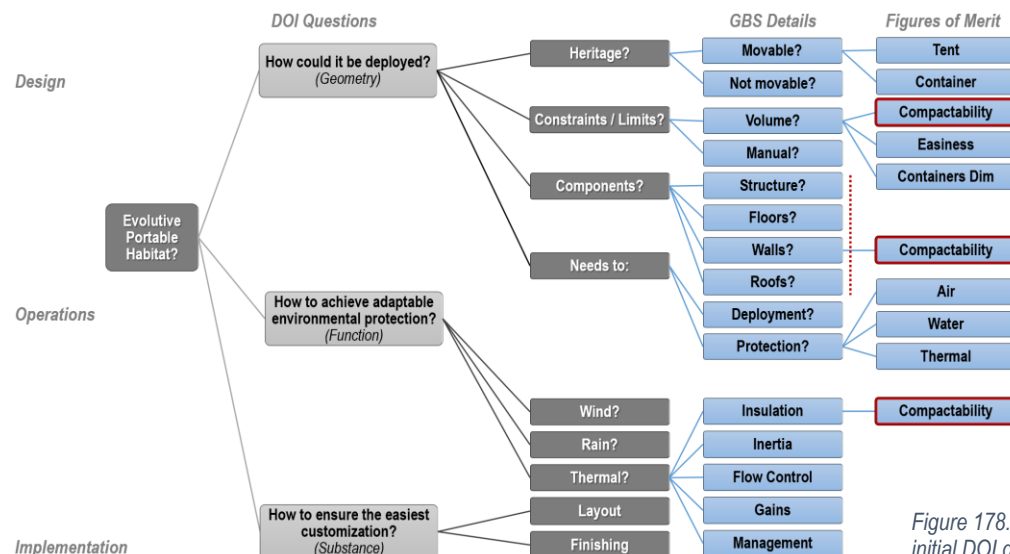 DOI Questions
GBS Details
Figures of Merit
Design
Operations
Implementation
Evolutive
Portable
Habitat?
How could it be deployed?
(Geometry)
How to achieve adaptable
environmental protection?
(Function)
How to ensure the easiest
customization?
(Substance)
Heritage?
Constraints / Limits?
Components?
Needs to:
Wind?
Rain?
Thermal?
Layout
Finishing
Movable?
Not movable?
Volume?
Manual?
Structure?
Floors?
Walls?
Roofs?
Deployment?
Protection?
Insulation
Inertia
Flow Control
Gains
Management
Tent
Container
Compactability
Easiness
Containers Dim
Compactability
Air
Water
Thermal
Compactability
Figure 178.
initial DOI